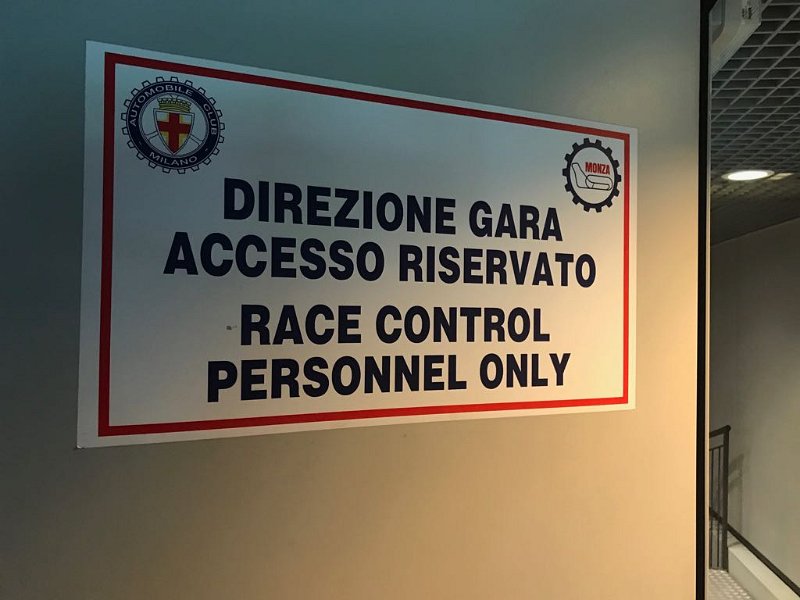 AUTOMOBILE CLUB
MILANO
MONZA
DIREZIONE GARA
ACCESSO RISERVATO
RACE CONTROL
PERSONNEL ONLY